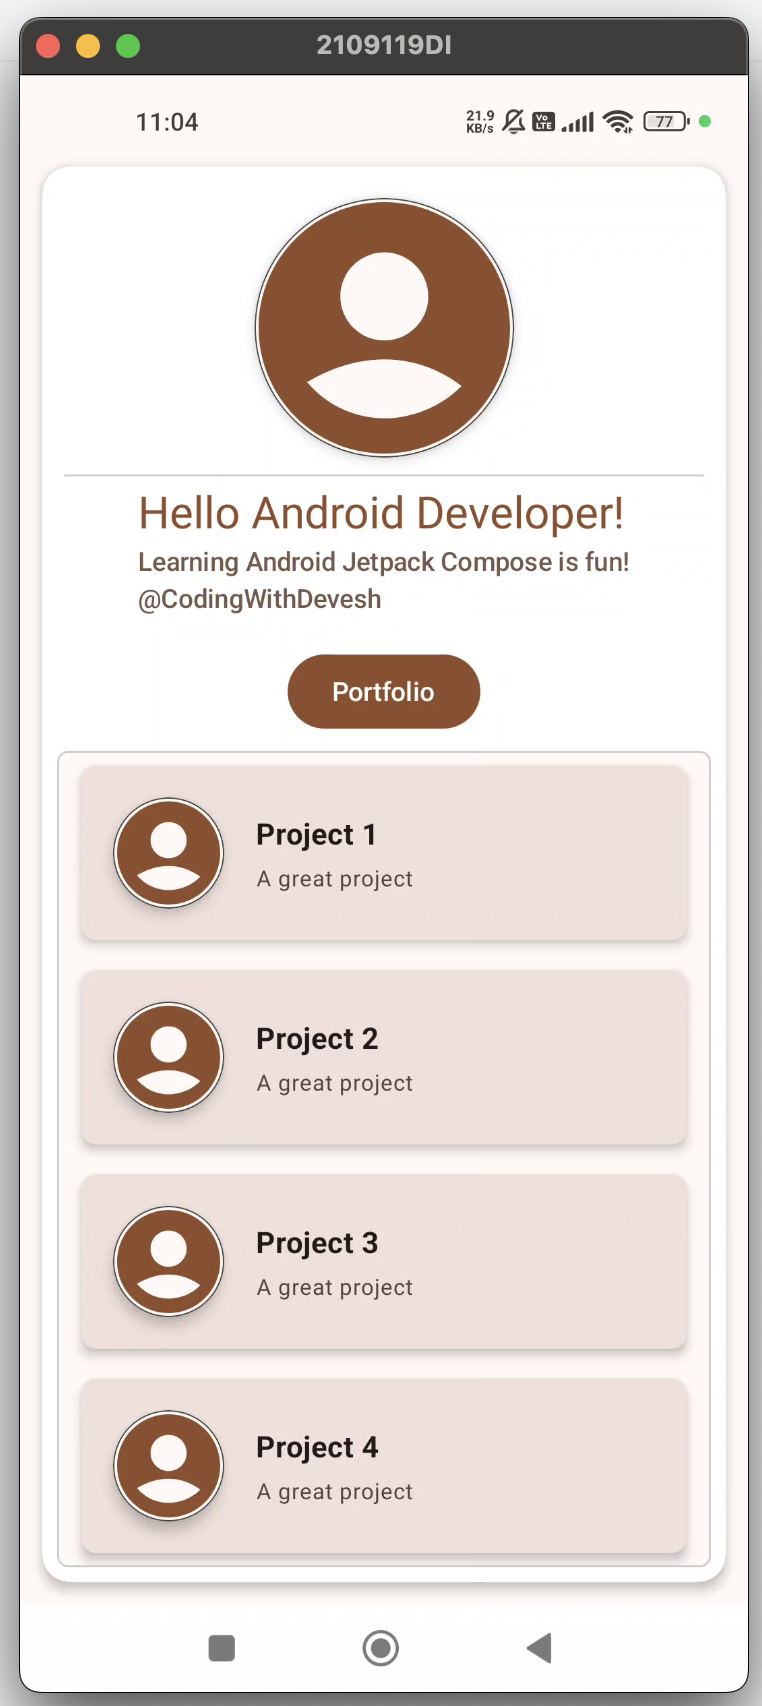 2109119DI
11:04
21.9
KB/s
Vo
LTE
77
Hello Android Developer!
Learning Android Jetpack Compose is fun!
@CodingWithDevesh
Portfolio
Project 1
A great project
Project 2
A great project
Project 3
A great project
Project 4
A great project